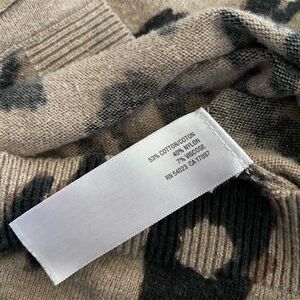 53% COTTON/COTON
40% NYLON
7% VISCOSE
RN 54023 CA 17897